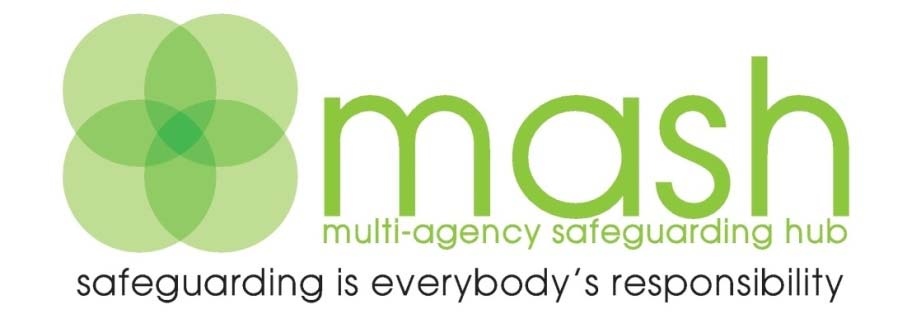 mash
multi-agency safeguarding hub
safeguarding is everybody's responsibility